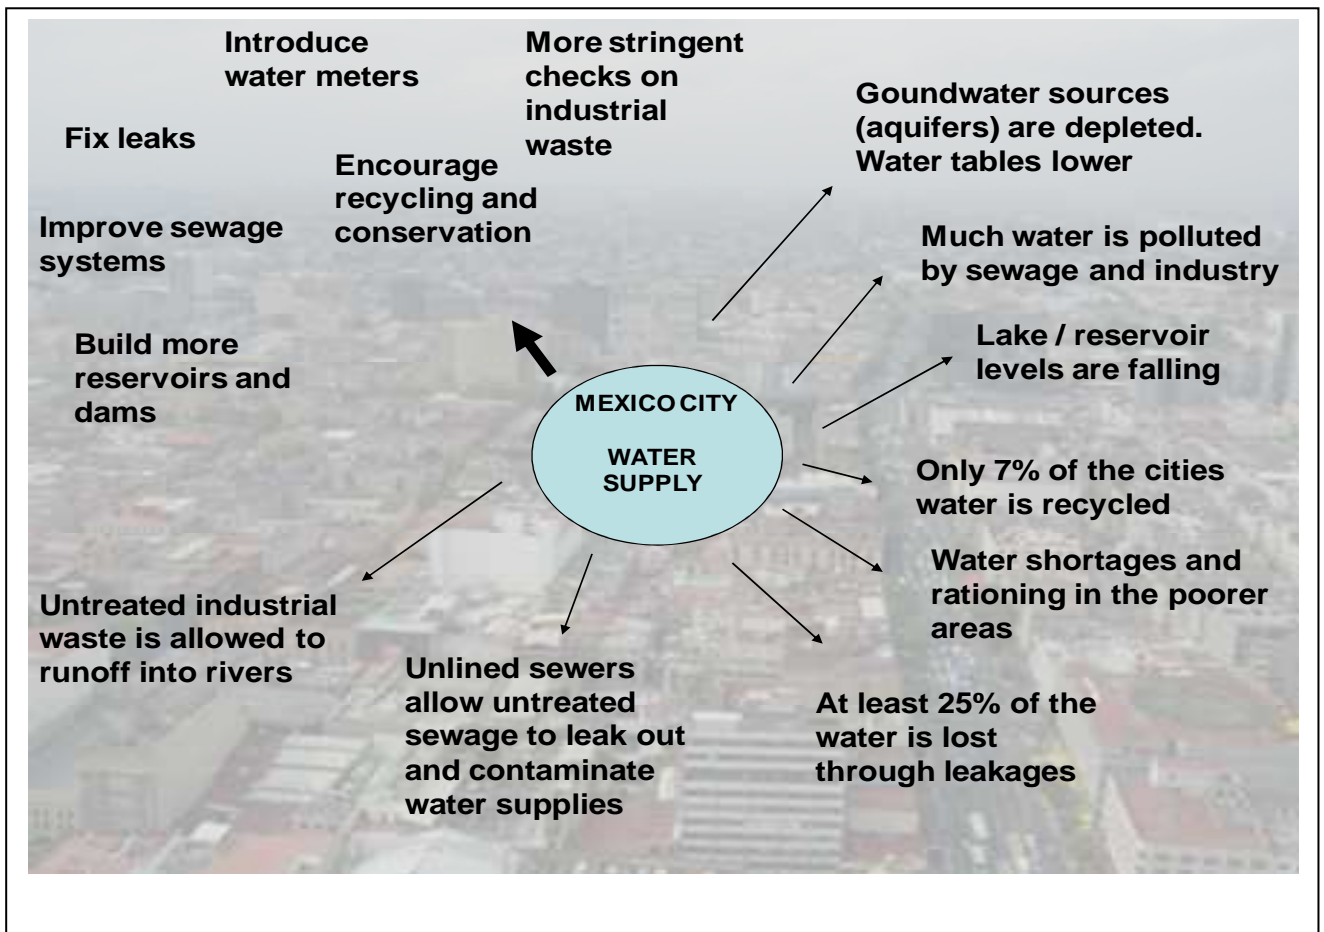 Introduce
water meters
More stringent
checks on
industrial
waste
Goundwater sources
(aquifers) are depleted.
Water tables lower
Fix leaks
Encourage
recycling and
conservation
Improve sewage
systems
Much water is polluted
by sewage and industry
Build more
reservoirs and
dams
Lake / reservoir
levels are falling
MEXICO CITY
WATER
SUPPLY
Only 7% of the cities
water is recycled
Water shortages and
rationing in the poorer
areas
Untreated industrial
waste is allowed to
runoff into rivers
Unlined sewers
allow untreated
sewage to leak out
and contaminate
water supplies
At least 25% of the
water is lost
through leakages